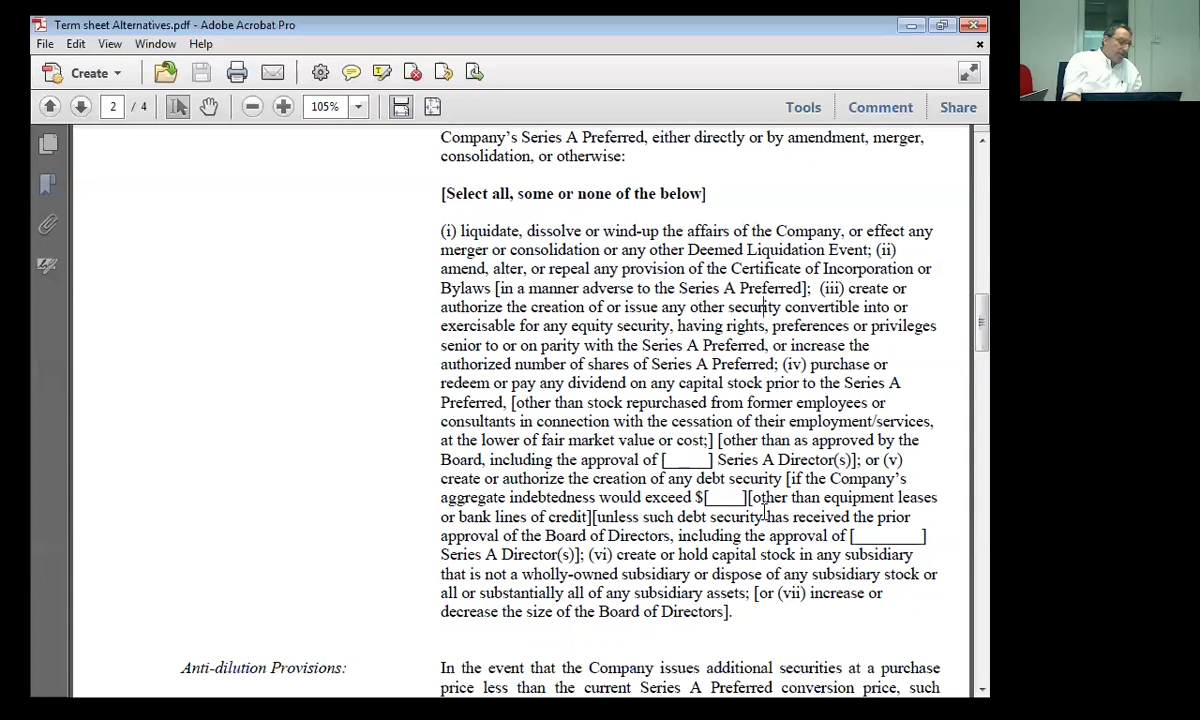 Term sheet Alternatives.pdf - Adobe Acrobat Pro
File Edit View Window Help
Create
2 / 4 105% Tools Comment Share
Company's Series A Preferred, either directly or by amendment, merger,
consolidation, or otherwise:
[Select all, some or none of the below]
(i) liquidate, dissolve or wind-up the affairs of the Company, or effect any
merger or consolidation or any other Deemed Liquidation Event; (ii)
amend, alter, or repeal any provision of the Certificate of Incorporation or
Bylaws [in a manner adverse to the Series A Preferred]; (iii) create or
authorize the creation of or issue any other security convertible into or
exercisable for any equity security, having rights, preferences or privileges
senior to or on parity with the Series A Preferred, or increase the
authorized number of shares of Series A Preferred; (iv) purchase or
redeem or pay any dividend on any capital stock prior to the Series A
Preferred, [other than stock repurchased from former employees or
consultants in connection with the cessation of their employment/services,
at the lower of fair market value or cost;] [other than as approved by the
Board, including the approval of [_____] Series A Director(s)]; or (v)
create or authorize the creation of any debt security [if the Company's
aggregate indebtedness would exceed $[____][other than equipment leases
or bank lines of credit][unless such debt security has received the prior
approval of the Board of Directors, including the approval of [________]
Series A Director(s)]; (vi) create or hold capital stock in any subsidiary
that is not a wholly-owned subsidiary or dispose of any subsidiary stock or
all or substantially all of any subsidiary assets; [or (vii) increase or
decrease the size of the Board of Directors].
Anti-dilution Provisions: In the event that the Company issues additional securities at a purchase
price less than the current Series A Preferred conversion price, such